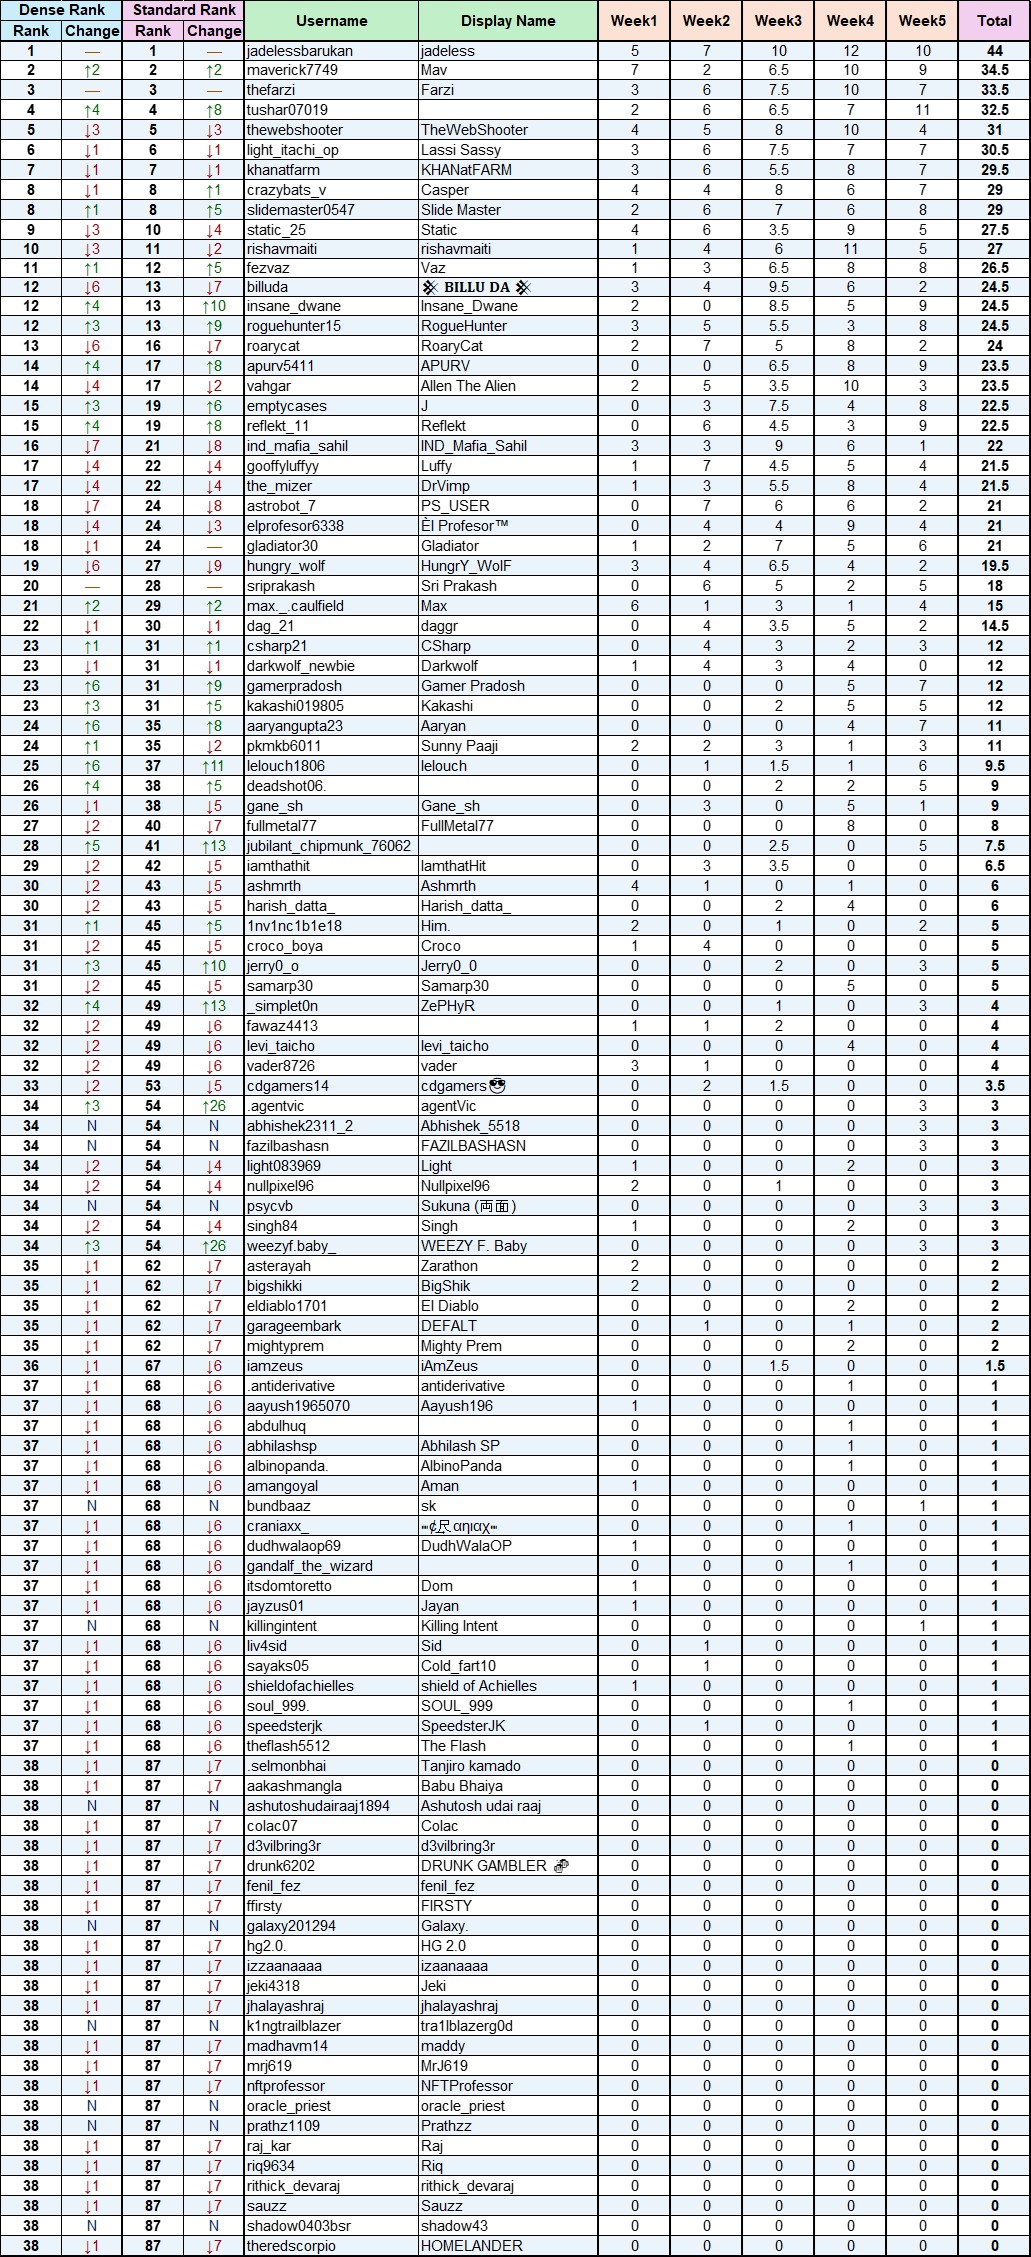 Dense Rank Standard Rank Username Display Name Week1 Week2 Week3 Week4 Week5 Total
Rank Change Rank Change
1 — 1 — jadelessbarukan jadeless 5 7 10 12 10 44
2 ↑2 2 ↑2 maverick7749 Mav 7 2 6.5 10 9 34.5
3 — 3 — thefarzi Farzi 3 6 7.5 10 7 33.5
4 ↑4 4 ↑8 tushar07019 2 6 6.5 7 11 32.5
5 ↓3 5 ↓3 thewebshooter TheWebShooter 4 5 8 10 4 31
6 ↓1 6 ↓1 light_itachi_op Lassi Sassy 3 6 7.5 7 7 30.5
7 ↓1 7 ↓1 khanatfarm KHANatFARM 3 6 5.5 8 7 29.5
8 ↓1 8 ↑1 crazybats_v Casper 4 4 8 6 7 29
8 ↑1 8 ↑5 slidemaster0547 Slide Master 2 6 7 6 8 29
9 ↓3 10 ↓4 static_25 Static 4 6 3.5 9 5 27.5
10 ↓3 11 ↓2 rishavmaiti rishavmaiti 1 4 6 11 5 27
11 ↑1 12 ↑5 fezvaz Vaz 1 3 6.5 8 8 26.5
12 ↓6 13 ↓7 billuda BILLU DA 3 4 9.5 6 2 24.5
12 ↑4 13 ↑10 insane_dwane Insane_Dwane 2 0 8.5 5 9 24.5
12 ↑3 13 ↑9 roguehunter15 RogueHunter 3 5 5.5 3 8 24.5
13 ↓6 16 ↓7 roarycat RoaryCat 2 7 5 8 2 24
14 ↑4 17 ↑8 apurv5411 APURV 0 0 6.5 8 9 23.5
14 ↓4 17 ↓2 vahgar Allen The Alien 2 5 3.5 10 3 23.5
15 ↑3 19 ↑6 emptycases J 0 3 7.5 4 8 22.5
15 ↑4 19 ↑8 reflekt_11 Reflekt 0 6 4.5 3 9 22.5
16 ↓7 21 ↓8 ind_mafia_sahil IND_Mafia_Sahil 3 3 9 6 1 22
17 ↓4 22 ↓4 gooffyluffyy Luffy 1 7 4.5 5 4 21.5
17 ↓4 22 ↓4 the_mizer DrVimp 1 3 5.5 8 4 21.5
18 ↓7 24 ↓8 astrobot_7 PS_USER 0 7 6 6 2 21
18 ↓4 24 ↓3 elprofesor6338 Èl Profesor™ 0 4 4 9 4 21
18 ↓1 24 — gladiator30 Gladiator 1 2 7 5 6 21
19 ↓6 27 ↓9 hungry_wolf HungrY_WolF 3 4 6.5 4 2 19.5
20 — 28 — sriprakash Sri Prakash 0 6 5 2 5 18
21 ↑2 29 ↑2 max._.caulfield Max 6 1 3 1 4 15
22 ↓1 30 ↓1 dag_21 daggr 0 4 3.5 5 2 14.5
23 ↑1 31 ↑1 csharp21 CSharp 0 4 3 2 3 12
23 ↓1 31 ↓1 darkwolf_newbie Darkwolf 1 4 3 4 0 12
23 ↑6 31 ↑9 gamerpradosh Gamer Pradosh 0 0 0 5 7 12
23 ↑3 31 ↑5 kakashi019805 Kakashi 0 0 2 5 5 12
24 ↑6 35 ↑8 aaryangupta23 Aaryan 0 0 0 4 7 11
24 ↑1 35 ↓2 pkmkb6011 Sunny Paaji 2 2 3 1 3 11
25 ↑6 37 ↑11 lelouch1806 lelouch 0 1 1.5 1 6 9.5
26 ↑4 38 ↑5 deadshot06. 0 0 2 2 5 9
26 ↓1 38 ↓5 gane_sh Gane_sh 0 3 0 5 1 9
27 ↓2 40 ↓7 fullmetal77 FullMetal77 0 0 0 8 0 8
28 ↑5 41 ↑13 jubilant_chipmunk_76062 0 0 2.5 0 5 7.5
29 ↓2 42 ↓5 iamthathit IamthatHit 0 3 3.5 0 0 6.5
30 ↓2 43 ↓5 ashmrth Ashmrth 4 1 0 1 0 6
30 ↓2 43 ↓5 harish_datta_ Harish_datta_ 0 0 2 4 0 6
31 ↑1 45 ↑5 1nv1nc1b1e18 Him. 2 0 1 0 2 5
31 ↓2 45 ↓5 croco_boya Croco 1 4 0 0 0 5
31 ↑3 45 ↑10 jerry0_o Jerry0_0 0 0 2 0 3 5
31 ↓2 45 ↓5 samarp30 Samarp30 0 0 0 5 0 5
32 ↑4 49 ↑13 _simplet0n ZePHyR 0 0 1 0 3 4
32 ↓2 49 ↓6 fawaz4413 1 1 2 0 0 4
32 ↓2 49 ↓6 levi_taicho levi_taicho 0 0 0 4 0 4
32 ↓2 49 ↓6 vader8726 vader 3 1 0 0 0 4
33 ↓2 53 ↓5 cdgamers14 cdgamers😎 0 2 1.5 0 0 3.5
34 ↑3 54 ↑26 .agentvic agentVic 0 0 0 0 3 3
34 N 54 N abhishek2311_2 Abhishek_5518 0 0 0 0 3 3
34 N 54 N fazilbashasn FAZILBASHASN 0 0 0 0 3 3
34 ↓2 54 ↓4 light083969 Light 1 0 0 2 0 3
34 ↓2 54 ↓4 nullpixel96 Nullpixel96 2 0 1 0 0 3
34 N 54 N psycvb Sukuna (両面) 0 0 0 0 3 3
34 ↓2 54 ↓4 singh84 Singh 1 0 0 2 0 3
34 ↑3 54 ↑26 weezyf.baby_ WEEZY F. Baby 0 0 0 0 3 3
35 ↓1 62 ↓7 asterayah Zarathon 2 0 0 0 0 2
35 ↓1 62 ↓7 bigshikki BigShik 2 0 0 0 0 2
35 ↓1 62 ↓7 eldiablo1701 El Diablo 0 0 0 2 0 2
35 ↓1 62 ↓7 garageembark DEFALT 0 1 0 1 0 2
35 ↓1 62 ↓7 mightyprem Mighty Prem 0 0 0 2 0 2
36 ↓1 67 ↓6 iamzeus iAmZeus 0 0 1.5 0 0 1.5
37 ↓1 68 ↓6 .antiderivative antiderivative 0 0 0 1 0 1
37 ↓1 68 ↓6 aayush1965070 Aayush196 1 0 0 0 0 1
37 ↓1 68 ↓6 abdulhuq 0 0 0 1 0 1
37 ↓1 68 ↓6 abhilashsp Abhilash SP 0 0 0 1 0 1
37 ↓1 68 ↓6 albinopanda. AlbinoPanda 0 0 0 1 0 1
37 ↓1 68 ↓6 amangoyal Aman 1 0 0 0 0 1
37 N 68 N bundbaaz sk 0 0 0 0 1 1
37 ↓1 68 ↓6 craniaxx_ ¢尺αηιαχ 0 0 0 1 0 1
37 ↓1 68 ↓6 dudhwalaop69 DudhWalaOP 1 0 0 0 0 1
37 ↓1 68 ↓6 gandalf_the_wizard 0 0 0 1 0 1
37 ↓1 68 ↓6 itsdomtoretto Dom 1 0 0 0 0 1
37 ↓1 68 ↓6 jayzus01 Jayan 1 0 0 0 0 1
37 N 68 N killingintent Killing Intent 0 0 0 0 1 1
37 ↓1 68 ↓6 liv4sid Sid 0 1 0 0 0 1
37 ↓1 68 ↓6 sayaks05 Cold_fart10 0 1 0 0 0 1
37 ↓1 68 ↓6 shieldofachielles shield of Achielles 1 0 0 0 0 1
37 ↓1 68 ↓6 soul_999. SOUL_999 0 0 0 1 0 1
37 ↓1 68 ↓6 speedsterjk SpeedsterJK 0 1 0 0 0 1
37 ↓1 68 ↓6 theflash5512 The Flash 0 0 0 1 0 1
38 ↓1 87 ↓7 .selmonbhai Tanjiro kamado 0 0 0 0 0 0
38 ↓1 87 ↓7 aakashmangla Babu Bhaiya 0 0 0 0 0 0
38 N 87 N ashutoshudairaaj1894 Ashutosh udai raaj 0 0 0 0 0 0
38 ↓1 87 ↓7 colac07 Colac 0 0 0 0 0 0
38 ↓1 87 ↓7 d3vilbring3r d3vilbring3r 0 0 0 0 0 0
38 ↓1 87 ↓7 drunk6202 DRUNK GAMBLER 0 0 0 0 0 0
38 ↓1 87 ↓7 fenil_fez fenil_fez 0 0 0 0 0 0
38 ↓1 87 ↓7 ffirsty FIRSTY 0 0 0 0 0 0
38 N 87 N galaxy201294 Galaxy. 0 0 0 0 0 0
38 ↓1 87 ↓7 hg2.0. HG 2.0 0 0 0 0 0 0
38 ↓1 87 ↓7 izzaanaaaa izaanaaaa 0 0 0 0 0 0
38 ↓1 87 ↓7 jeki4318 Jeki 0 0 0 0 0 0
38 ↓1 87 ↓7 jhalayashraj jhalayashraj 0 0 0 0 0 0
38 N 87 N k1ngtrailblazer tra1lblazerg0d 0 0 0 0 0 0
38 ↓1 87 ↓7 madhavm14 maddy 0 0 0 0 0 0
38 ↓1 87 ↓7 mrj619 MrJ619 0 0 0 0 0 0
38 ↓1 87 ↓7 nftprofessor NFTProfessor 0 0 0 0 0 0
38 N 87 N oracle_priest oracle_priest 0 0 0 0 0 0
38 N 87 N prathz1109 Prathzz 0 0 0 0 0 0
38 ↓1 87 ↓7 raj_kar Raj 0 0 0 0 0 0
38 ↓1 87 ↓7 riq9634 Riq 0 0 0 0 0 0
38 ↓1 87 ↓7 rithick_devaraj rithick_devaraj 0 0 0 0 0 0
38 ↓1 87 ↓7 sauzz Sauzz 0 0 0 0 0 0
38 N 87 N shadow0403bsr shadow43 0 0 0 0 0 0
38 ↓1 87 ↓7 theredscorpio HOMELANDER 0 0 0 0 0 0